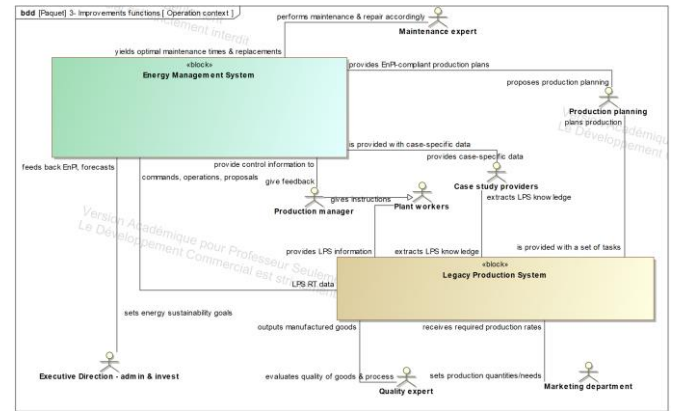 bdd [Paquet] 3- Improvements functions [ Operation context ]
performs maintenance & repair accordingly
Maintenance expert
yields optimal maintenance times & replacements
«block»
Energy Management System
provides EnPI-compliant production plans
proposes production planning
Production planning
plans production
is provided with case-specific data
provides case-specific data
feeds back EnPI, forecasts
provide control information to
commands, operations, proposals
give feedback
Case study providers
extracts LPS knowledge
gives instructions
Production manager
Plant workers
Version Académique pour Professeur Seulement
Le Développement Commercial est strictement
provides LPS information
extracts LPS knowledge
is provided with a set of tasks
«block»
Legacy Production System
LPS RT data
sets energy sustainability goals
outputs manufactured goods
receives required production rates
Executive Direction - admin & invest
evaluates quality of goods & process
Quality expert
sets production quantities/needs
Marketing department